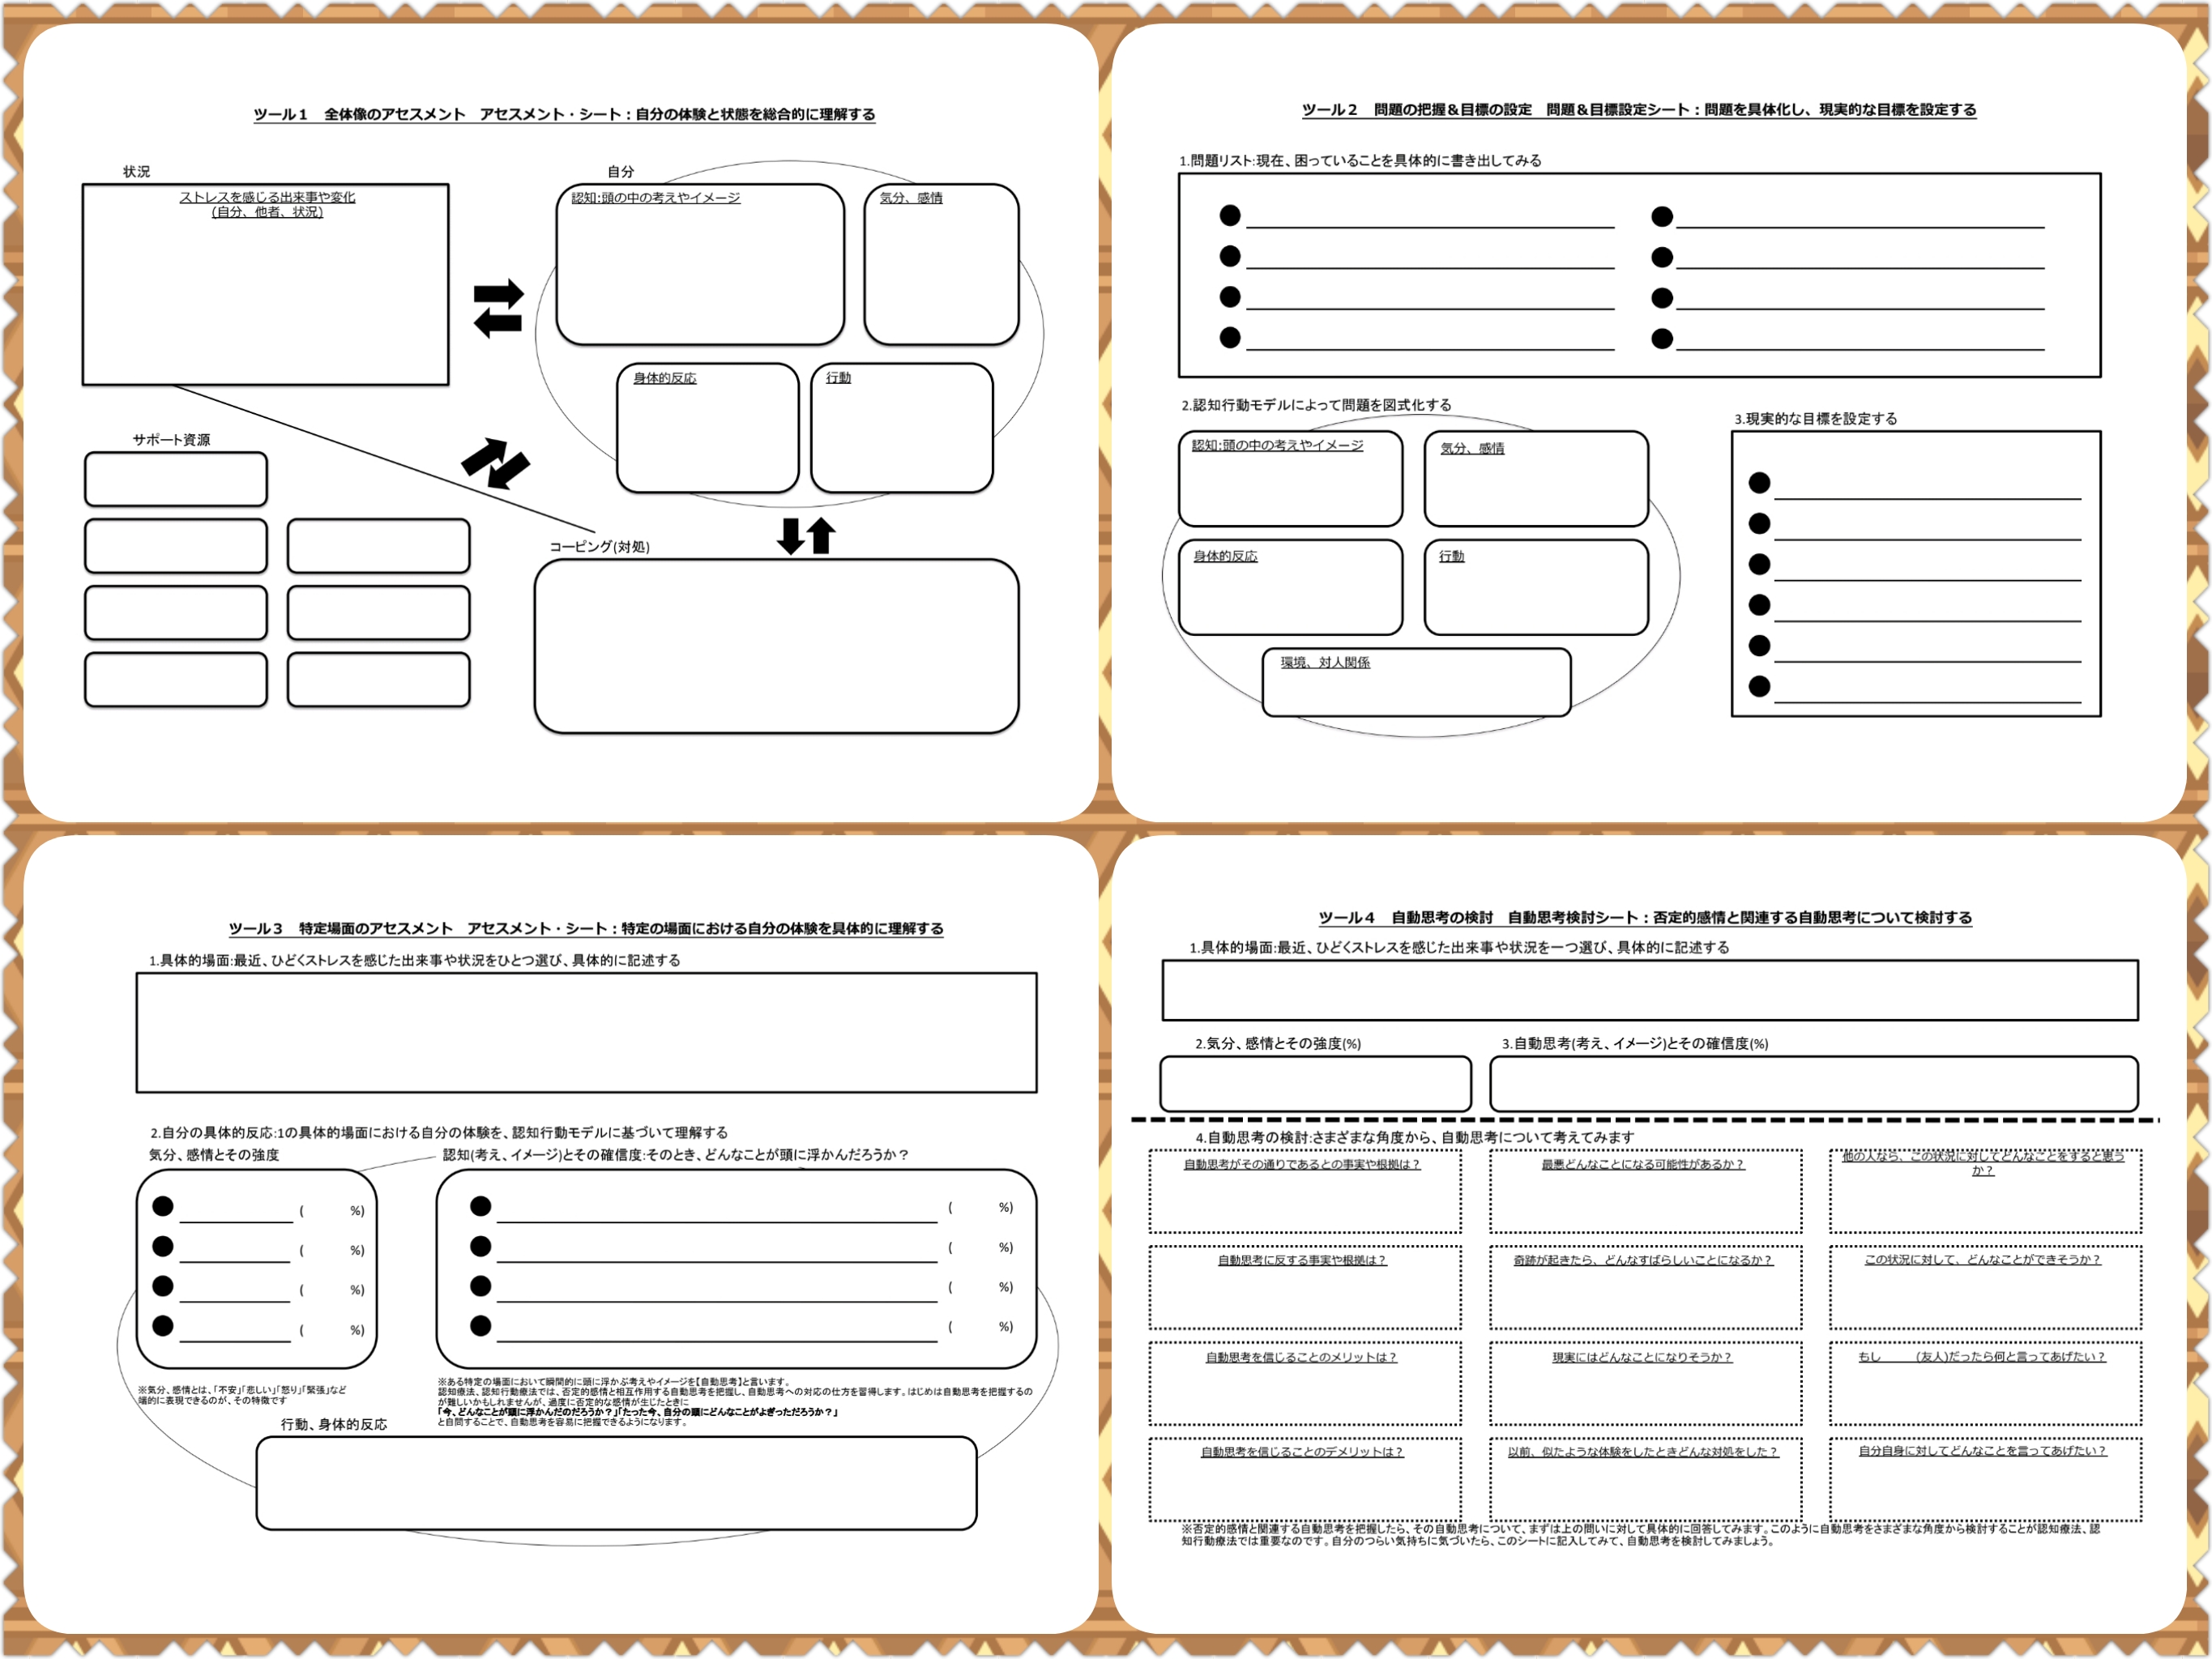 ツール１　全体像のアセスメント　アセスメント・シート：自分の体験と状態を総合的に理解する
状況
ストレスを感じる出来事や変化
(自分、他者、状況)
自分
認知:頭の中の考えやイメージ
気分、感情
身体的反応
行動
サポート資源
コーピング(対処)
ツール２　問題の把握＆目標の設定　問題＆目標設定シート：問題を具体化し、現実的な目標を設定する
1.問題リスト:現在、困っていることを具体的に書き出してみる
2.認知行動モデルによって問題を図式化する
認知:頭の中の考えやイメージ
気分、感情
身体的反応
行動
環境、対人関係
3.現実的な目標を設定する
ツール３　特定場面のアセスメント　アセスメント・シート：特定の場面における自分の体験を具体的に理解する
1.具体的場面:最近、ひどくストレスを感じた出来事や状況をひとつ選び、具体的に記述する
2.自分の具体的反応:1の具体的場面における自分の体験を、認知行動モデルに基づいて理解する
気分、感情とその強度
( %)
( %)
( %)
( %)
※気分、感情とは、「不安」「悲しい」「怒り」「緊張」など
端的に表現できるのが、その特徴です
認知(考え、イメージ)とその確信度:そのとき、どんなことが頭に浮かんだろうか？
( %)
( %)
( %)
( %)
※ある特定の場面において瞬間的に頭に浮かぶ考えやイメージを【自動思考】と言います。
認知療法、認知行動療法では、否定的感情と相互作用する自動思考を把握し、自動思考への対応の仕方を習得します。はじめは自動思考を把握するの
が難しいかもしれませんが、過度に否定的な感情が生じたときに
「今、どんなことが頭に浮かんだのだろうか？」「たった今、自分の頭にどんなことがよぎっただろうか？」
と自問することで、自動思考を容易に把握できるようになります。
行動、身体的反応
ツール４　自動思考の検討　自動思考検討シート：否定的感情と関連する自動思考について検討する
1.具体的場面:最近、ひどくストレスを感じた出来事や状況を一つ選び、具体的に記述する
2.気分、感情とその強度(%)
3.自動思考(考え、イメージ)とその確信度(%)
4.自動思考の検討:さまざまな角度から、自動思考について考えてみます
自動思考がその通りであるとの事実や根拠は？
最悪どんなことになる可能性があるか？
他の人なら、この状況に対してどんなことをすると思う
か？
自動思考に反する事実や根拠は？
奇跡が起きたら、どんなすばらしいことになるか？
この状況に対して、どんなことができそうか？
自動思考を信じることのメリットは？
現実にはどんなことになりそうか？
もし　　　(友人)だったら何と言ってあげたい？
自動思考を信じることのデメリットは？
以前、似たような体験をしたときどんな対処をした？
自分自身に対してどんなことを言ってあげたい？
※否定的感情と関連する自動思考を把握したら、その自動思考について、まずは上の問いに対して具体的に回答してみます。このように自動思考をさまざまな角度から検討することが認知療法、認
知行動療法では重要なのです。自分のつらい気持ちに気づいたら、このシートに記入してみて、自動思考を検討してみましょう。